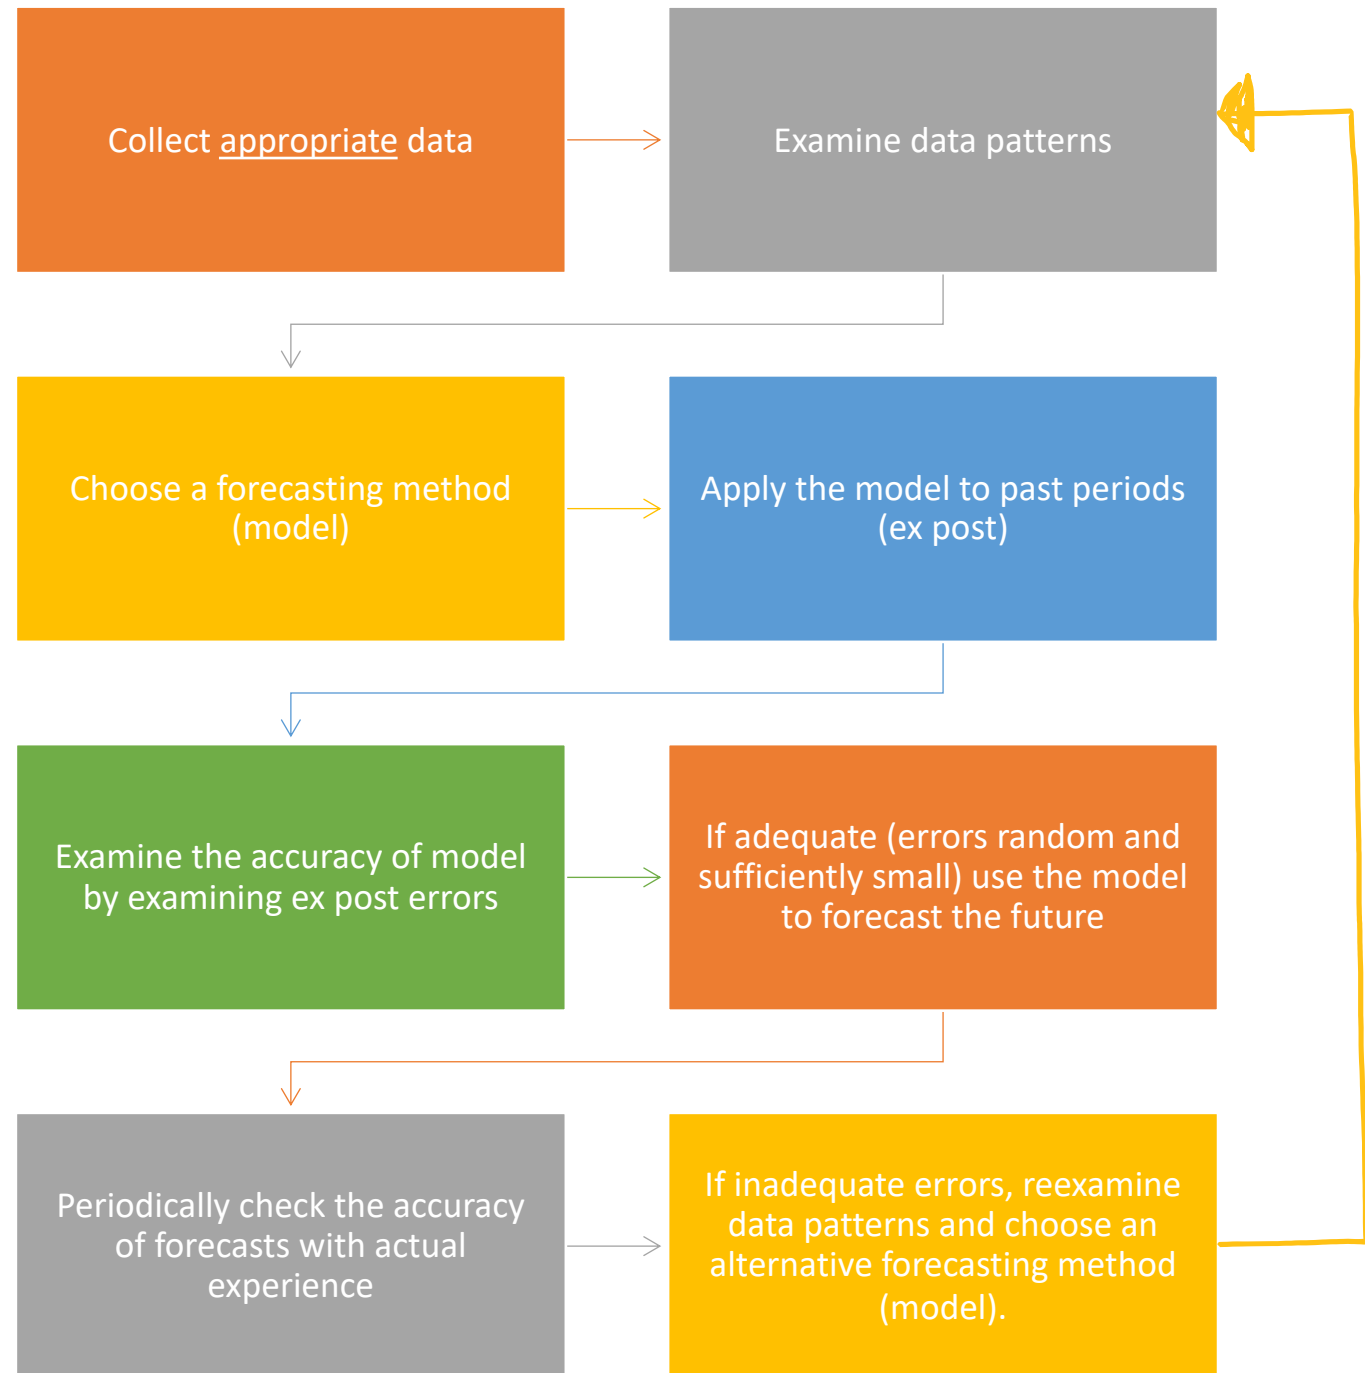 Collect appropriate data
Examine data patterns
Choose a forecasting method
(model)
Apply the model to past periods
(ex post)
Examine the accuracy of model
by examining ex post errors
If adequate (errors random and
sufficiently small) use the model
to forecast the future
Periodically check the accuracy
of forecasts with actual
experience
If inadequate errors, reexamine
data patterns and choose an
alternative forecasting method
(model).